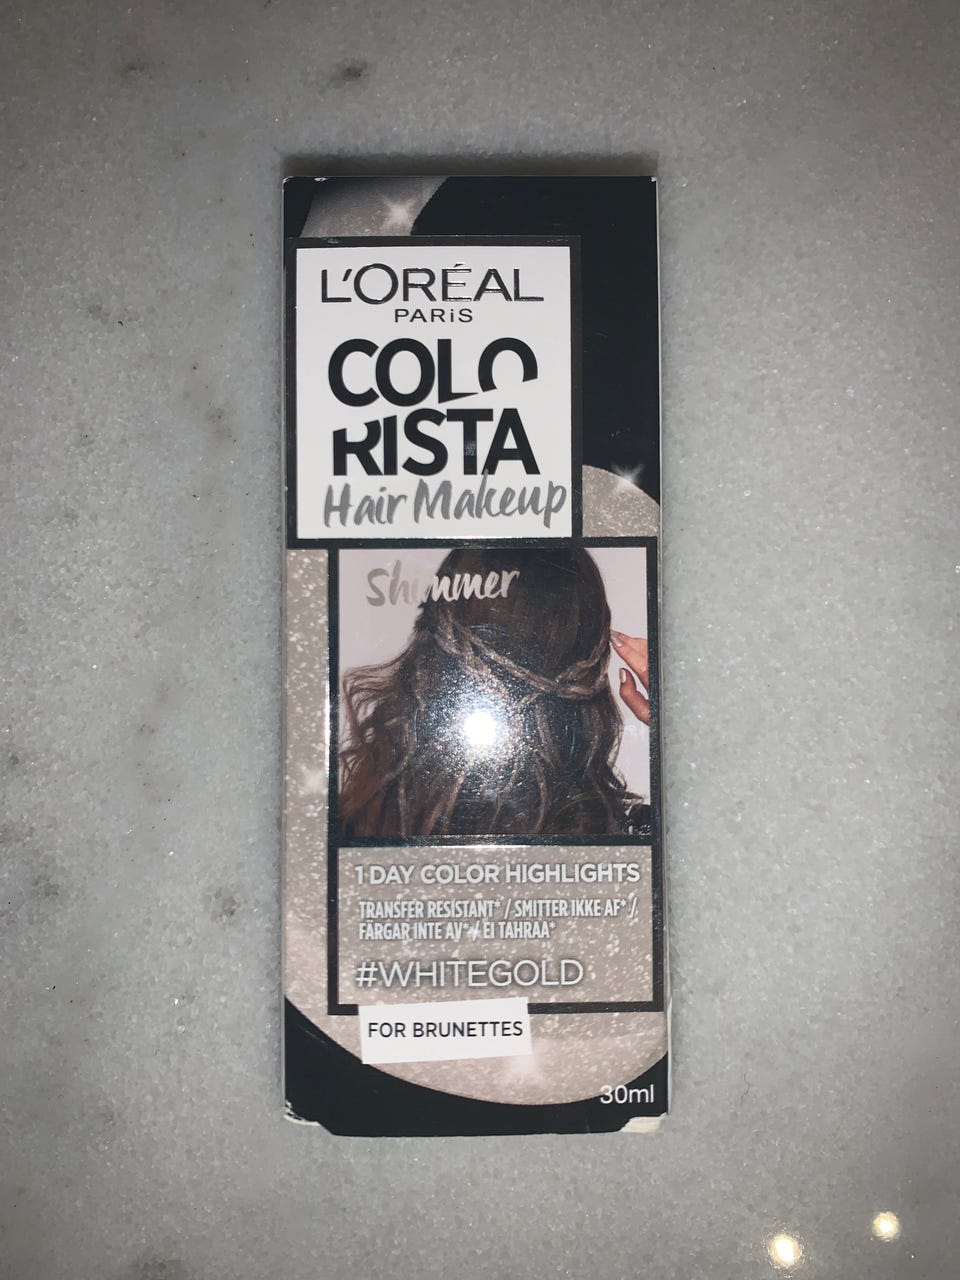 L'ORÉAL
PARiS
COLO
RISTA
Hair Makeup
Shimmer
1 DAY COLOR HIGHLIGHTS
TRANSFER RESISTANT* / SMITTER IKKE AF* /
FÄRGAR INTE AV* / EI TAHRAA*
#WHITEGOLD
FOR BRUNETTES
30ml